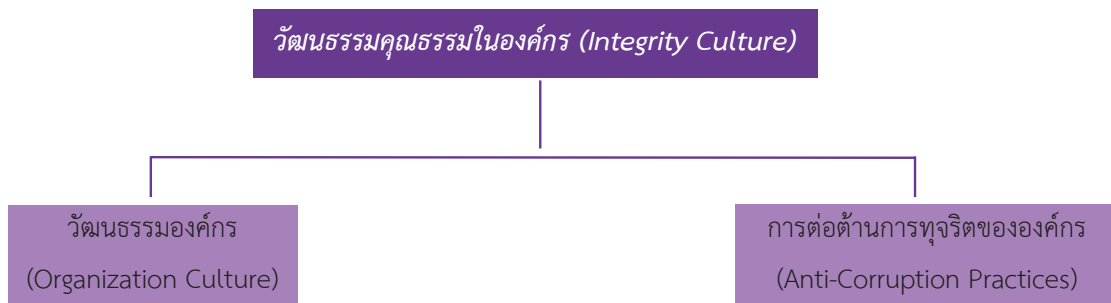 วัฒนธรรมคุณธรรมในองค์กร (Integrity Culture)
วัฒนธรรมองค์กร
(Organization Culture)
การต่อต้านการทุจริตขององค์กร
(Anti-Corruption Practices)